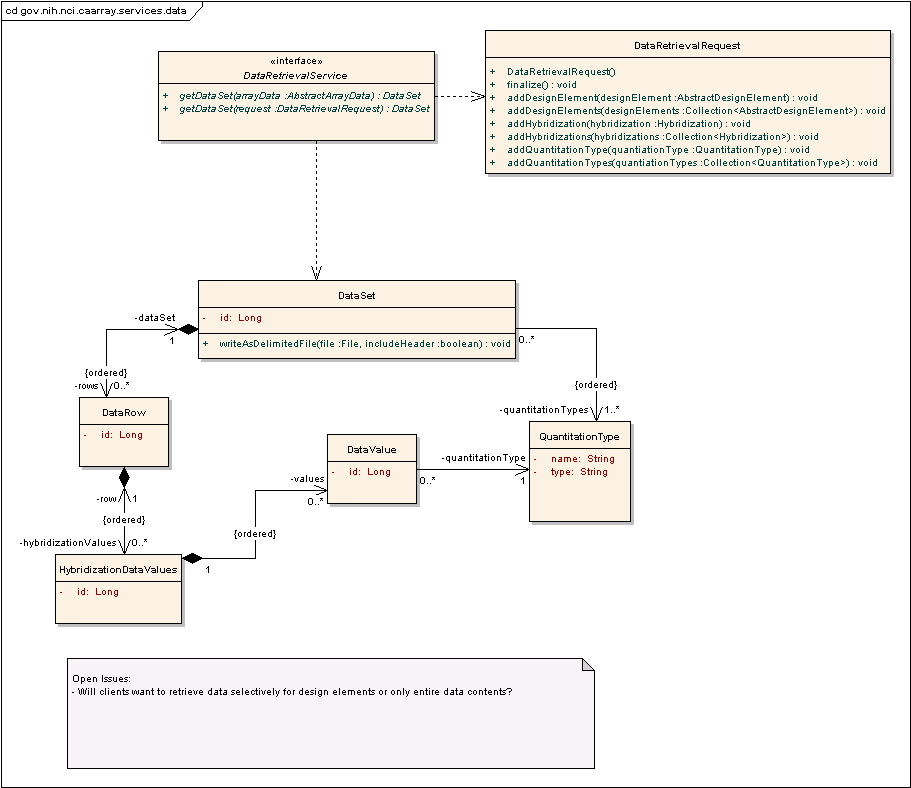 cd gov.nih.nci.caarray.services.data
«interface»
DataRetrievalService
+ getDataSet(arrayData :AbstractArrayData) : DataSet
+ getDataSet(request :DataRetrievalRequest) : DataSet
DataRetrievalRequest
+ DataRetrievalRequest()
+ finalize() : void
+ addDesignElement(designElement :AbstractDesignElement) : void
+ addDesignElements(designElements :Collection<AbstractDesignElement>) : void
+ addHybridization(hybridization :Hybridization) : void
+ addHybridizations(hybridizations :Collection<Hybridization>) : void
+ addQuantitationType(quantiationType :QuantitationType) : void
+ addQuantitationTypes(quantiationTypes :Collection<QuantitationType>) : void
DataSet
- id: Long
+ writeAsDelimitedFile(file :File, includeHeader :boolean) : void
-dataSet
1
0..*
{ordered}
-rows
0..*
{ordered}
-quantitationTypes
1..*
DataRow
- id: Long
DataValue
- id: Long
QuantitationType
- name: String
- type: String
-quantitationType
0..*
1
-values
0..*
{ordered}
-row
1
{ordered}
-hybridizationValues
0..*
1
HybridizationDataValues
- id: Long
Open Issues:
- Will clients want to retrieve data selectively for design elements or only entire data contents?